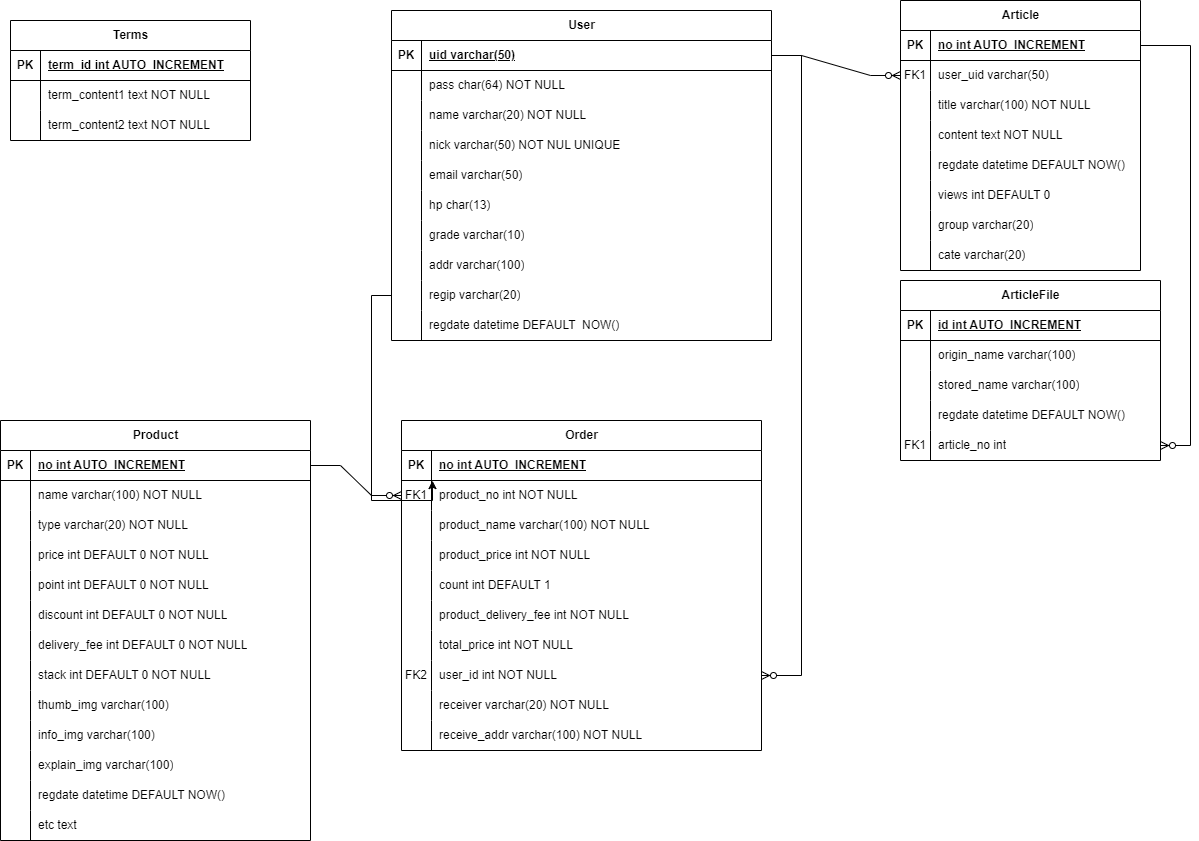 Terms
PK term_id int AUTO_INCREMENT
term_content1 text NOT NULL
term_content2 text NOT NULL
User
PK uid varchar(50)
pass char(64) NOT NULL
name varchar(20) NOT NULL
nick varchar(50) NOT NUL UNIQUE
email varchar(50)
hp char(13)
grade varchar(10)
addr varchar(100)
regip varchar(20)
regdate datetime DEFAULT NOW()
Article
PK no int AUTO_INCREMENT
FK1 user_uid varchar(50)
title varchar(100) NOT NULL
content text NOT NULL
regdate datetime DEFAULT NOW()
views int DEFAULT 0
group varchar(20)
cate varchar(20)
ArticleFile
PK id int AUTO_INCREMENT
origin_name varchar(100)
stored_name varchar(100)
regdate datetime DEFAULT NOW()
FK1 article_no int
Product
PK no int AUTO_INCREMENT
name varchar(100) NOT NULL
type varchar(20) NOT NULL
price int DEFAULT 0 NOT NULL
point int DEFAULT 0 NOT NULL
discount int DEFAULT 0 NOT NULL
delivery_fee int DEFAULT 0 NOT NULL
stack int DEFAULT 0 NOT NULL
thumb_img varchar(100)
info_img varchar(100)
explain_img varchar(100)
regdate datetime DEFAULT NOW()
etc text
Order
PK no int AUTO_INCREMENT
FK1 product_no int NOT NULL
product_name varchar(100) NOT NULL
product_price int NOT NULL
count int DEFAULT 1
product_delivery_fee int NOT NULL
total_price int NOT NULL
FK2 user_id int NOT NULL
receiver varchar(20) NOT NULL
receive_addr varchar(100) NOT NULL